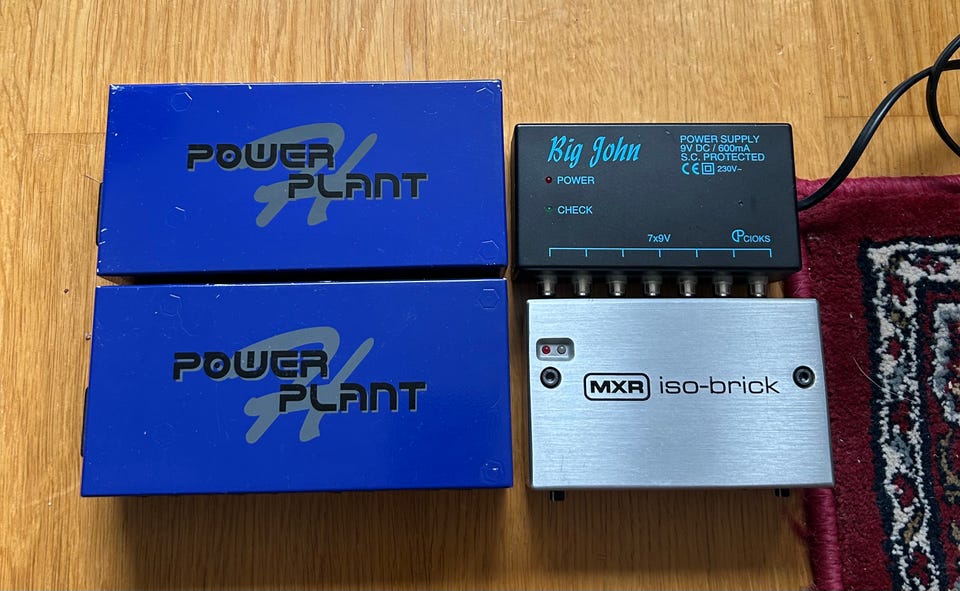 POWER
PLANT
POWER
PLANT
Big John
POWER SUPPLY
9V DC / 600mA
S.C. PROTECTED
CE 230V~
POWER
CHECK
7x9V
CIOKS
MXR iso-brick